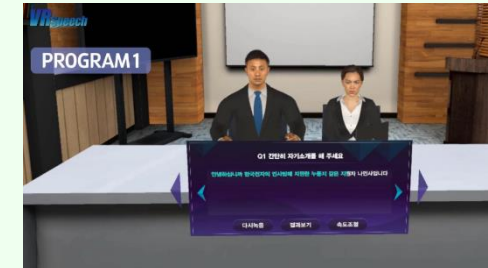 VRspeech
PROGRAM1
Q1 간단히 자기소개를 해 주세요
안녕하십니까 한국전자의 인사팀에 지원한 누룽지 같은 지원자 나인사입니다
다시녹음 결과보기 속도조절